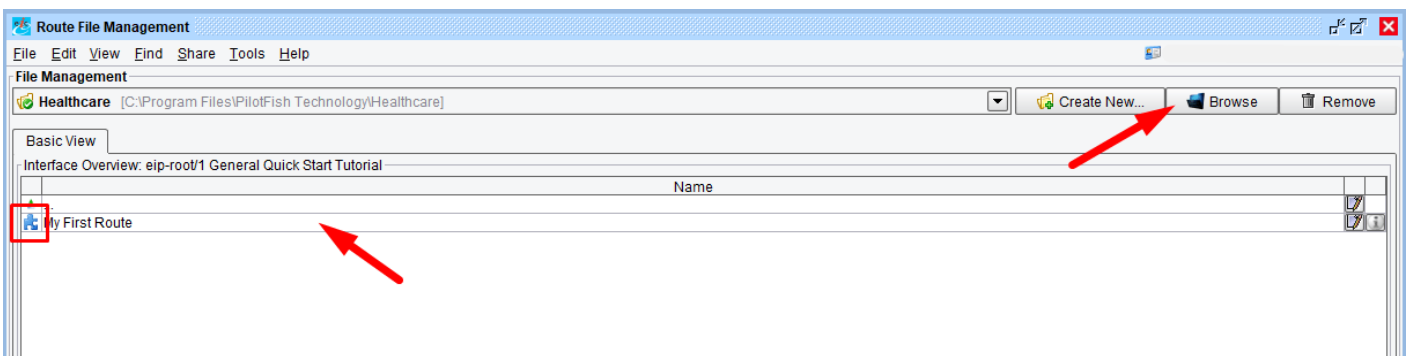 Route File Management
File Edit View Find Share Tools Help
File Management
Healthcare [C:\Program Files\PilotFish Technology\Healthcare] Create New... Browse Remove
Basic View
Interface Overview: eip-root/1 General Quick Start Tutorial
Name
..
My First Route